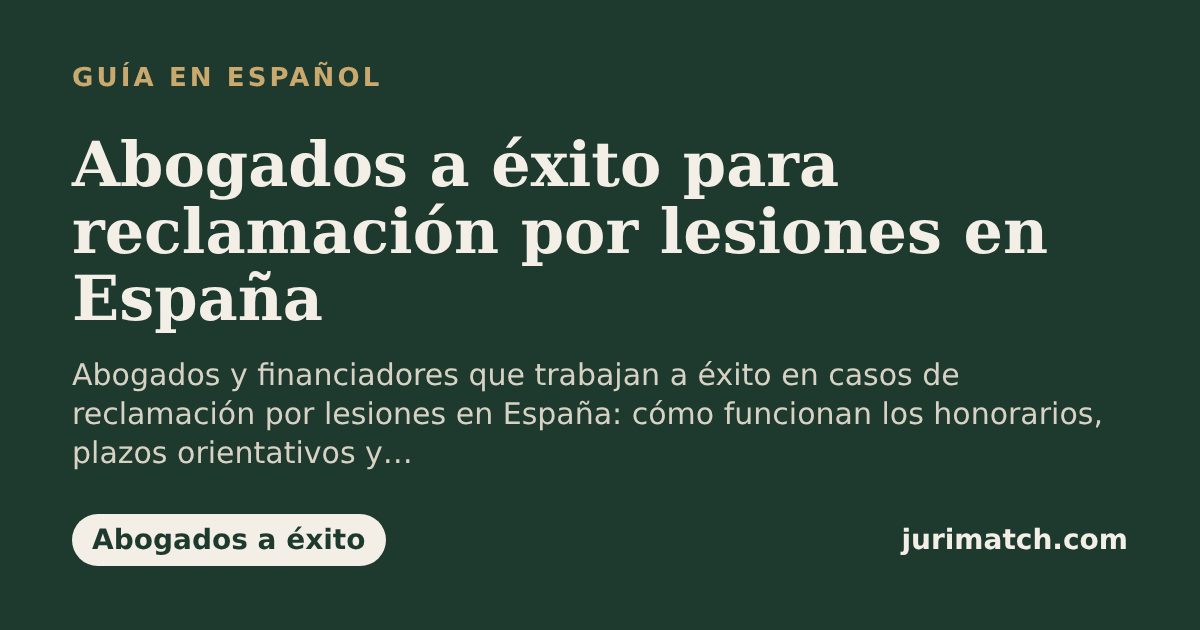 GUÍA EN ESPAÑOL
Abogados a éxito para
reclamación por lesiones en
España
Abogados y financiadores que trabajan a éxito en casos de
reclamación por lesiones en España: cómo funcionan los honorarios,
plazos orientativos y…
Abogados a éxito
jurimatch.com